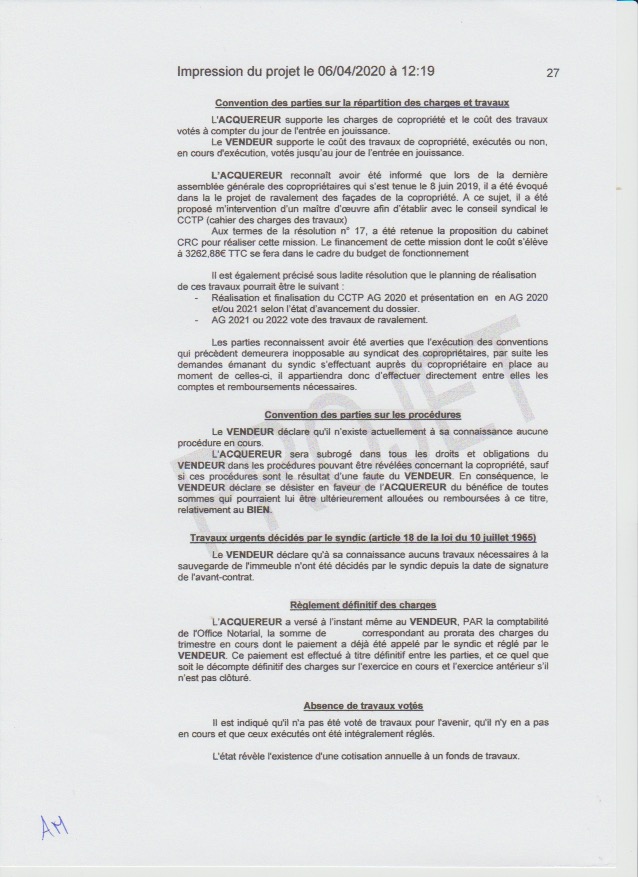 Impression du projet le 06/04/2020 à 12:19
27
Convention des parties sur la répartition des charges et travaux
L'ACQUEREUR supporte les charges de copropriété et le coût des travaux
votés à compter du jour de l'entrée en jouissance.
Le VENDEUR supporte le coût des travaux de copropriété, exécutés ou non,
en cours d'exécution, votés jusqu'au jour de l'entrée en jouissance.
L'ACQUEREUR reconnaît avoir été informé que lors de la dernière
assemblée générale des copropriétaires qui s'est tenue le 8 juin 2019, il a été évoqué
dans la le projet de ravalement des façades de la copropriété. A ce sujet, il a été
proposé m'intervention d'un maître d'œuvre afin d'établir avec le conseil syndical le
CCTP (cahier des charges des travaux)
Aux termes de la résolution n° 17, a été retenue la proposition du cabinet
CRC pour réaliser cette mission. Le financement de cette mission dont le coût s'élève
à 3262,88€ TTC se fera dans le cadre du budget de fonctionnement
Il est également précisé sous ladite résolution que le planning de réalisation
de ces travaux pourrait être le suivant :
- Réalisation et finalisation du CCTP AG 2020 et présentation en en AG 2020
et/ou 2021 selon l'état d'avancement du dossier.
- AG 2021 ou 2022 vote des travaux de ravalement.
Les parties reconnaissent avoir été averties que l'exécution des conventions
qui précèdent demeurera inopposable au syndicat des copropriétaires, par suite les
demandes émanant du syndic s'effectuant auprès du copropriétaire en place au
moment de celles-ci, il appartiendra donc d'effectuer directement entre elles les
comptes et remboursements nécessaires.
Convention des parties sur les procédures
Le VENDEUR déclare qu'il n'existe actuellement à sa connaissance aucune
procédure en cours.
L'ACQUEREUR sera subrogé dans tous les droits et obligations du
VENDEUR dans les procédures pouvant être révélées concernant la copropriété, sauf
si ces procédures sont le résultat d'une faute du VENDEUR. En conséquence, le
VENDEUR déclare se désister en faveur de l'ACQUEREUR du bénéfice de toutes
sommes qui pourraient lui être ultérieurement allouées ou remboursées à ce titre,
relativement au BIEN.
Travaux urgents décidés par le syndic (article 18 de la loi du 10 juillet 1965)
Le VENDEUR déclare qu'à sa connaissance aucuns travaux nécessaires à la
sauvegarde de l'immeuble n'ont été décidés par le syndic depuis la date de signature
de l'avant-contrat.
Règlement définitif des charges
L'ACQUEREUR a versé à l'instant même au VENDEUR, PAR la comptabilité
de l'Office Notarial, la somme de correspondant au prorata des charges du
trimestre en cours dont le paiement a déjà été appelé par le syndic et réglé par le
VENDEUR. Ce paiement est effectué à titre définitif entre les parties, et ce quel que
soit le décompte définitif des charges sur l'exercice en cours et l'exercice antérieur s'il
n'est pas clôturé.
Absence de travaux votés
Il est indiqué qu'il n'a pas été voté de travaux pour l'avenir, qu'il n'y en a pas
en cours et que ceux exécutés ont été intégralement réglés.
L'état révèle l'existence d'une cotisation annuelle à un fonds de travaux.
PROJET
AM